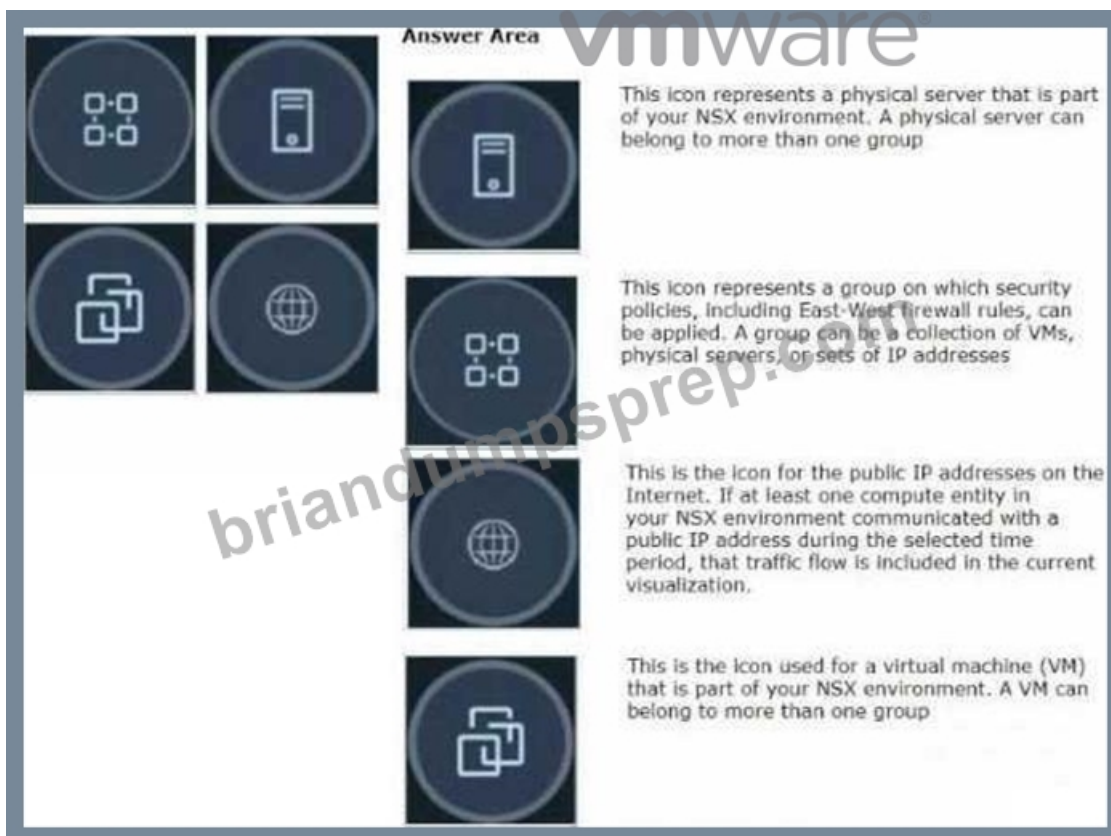 vmware®
Answer Area
This icon represents a physical server that is part
of your NSX environment. A physical server can
belong to more than one group
This icon represents a group on which security
policies, including East-West firewall rules, can
be applied. A group can be a collection of VMs,
physical servers, or sets of IP addresses
briandumpsprep.com
This is the icon for the public IP addresses on the
Internet. If at least one compute entity in
your NSX environment communicated with a
public IP address during the selected time
period, that traffic flow is included in the current
visualization.
This is the icon used for a virtual machine (VM)
that is part of your NSX environment. A VM can
belong to more than one group